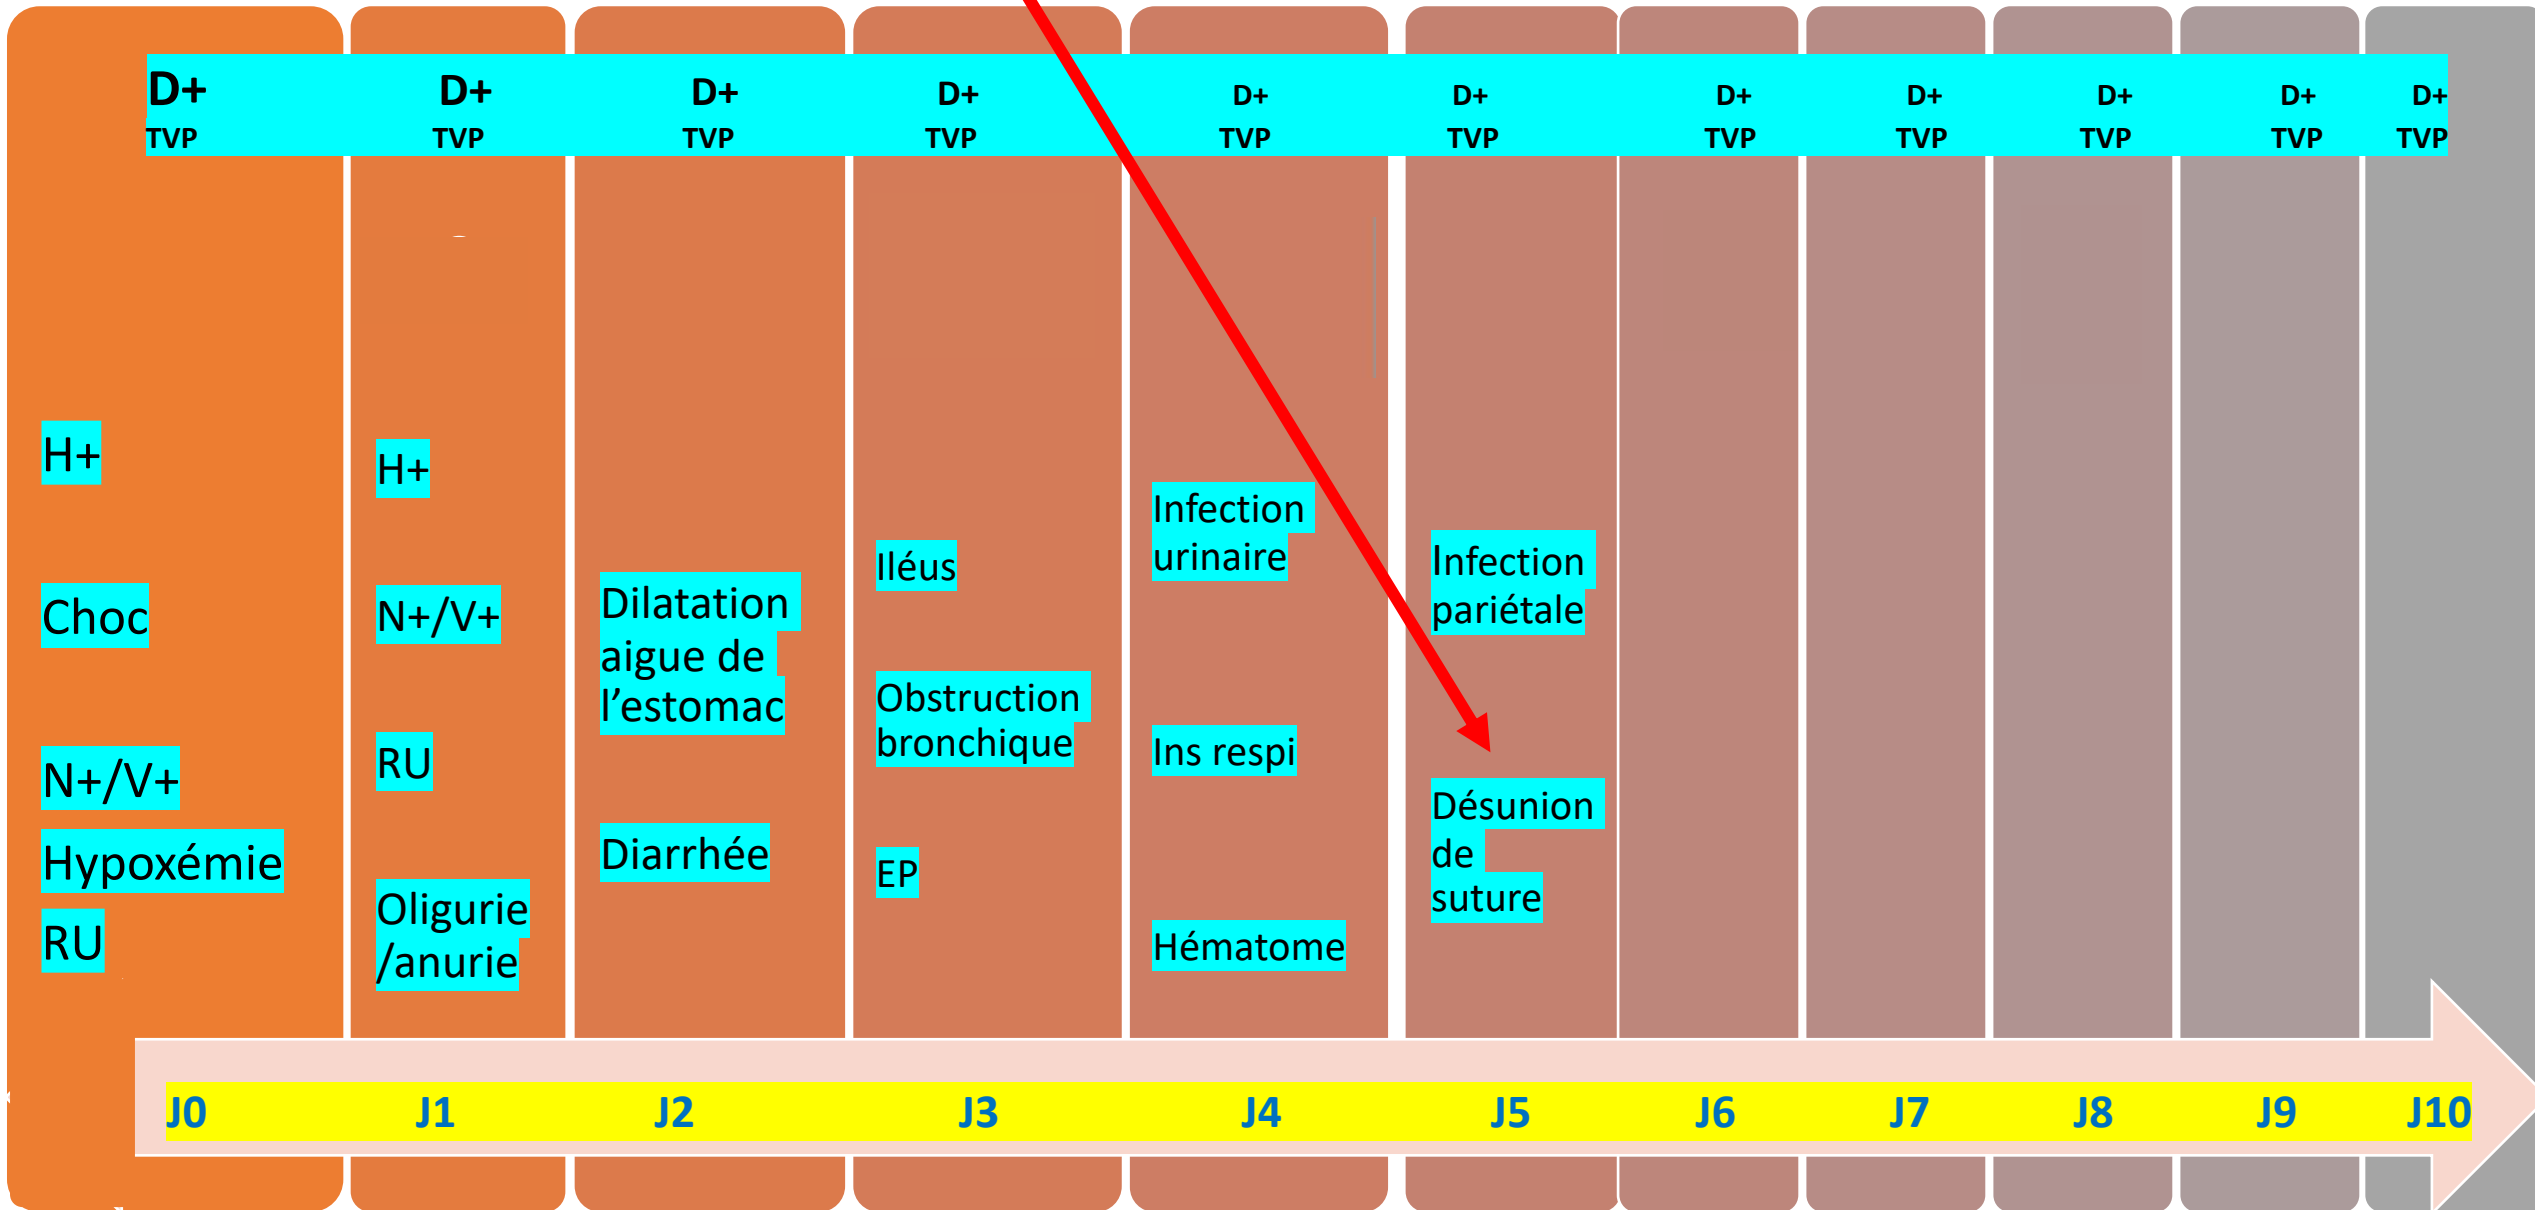 D+ D+ D+ D+ D+ D+ D+ D+ D+ D+ D+
TVP TVP TVP TVP TVP TVP TVP TVP TVP TVP TVP
H+
Choc
N+/V+
Hypoxémie
RU
H+
N+/V+
RU
Oligurie
/anurie
Dilatation
aigue de
l’estomac
Diarrhée
Iléus
Obstruction
bronchique
EP
Infection
urinaire
Ins respi
Hématome
Infection
pariétale
Désunion
de
suture
J0 J1 J2 J3 J4 J5 J6 J7 J8 J9 J10